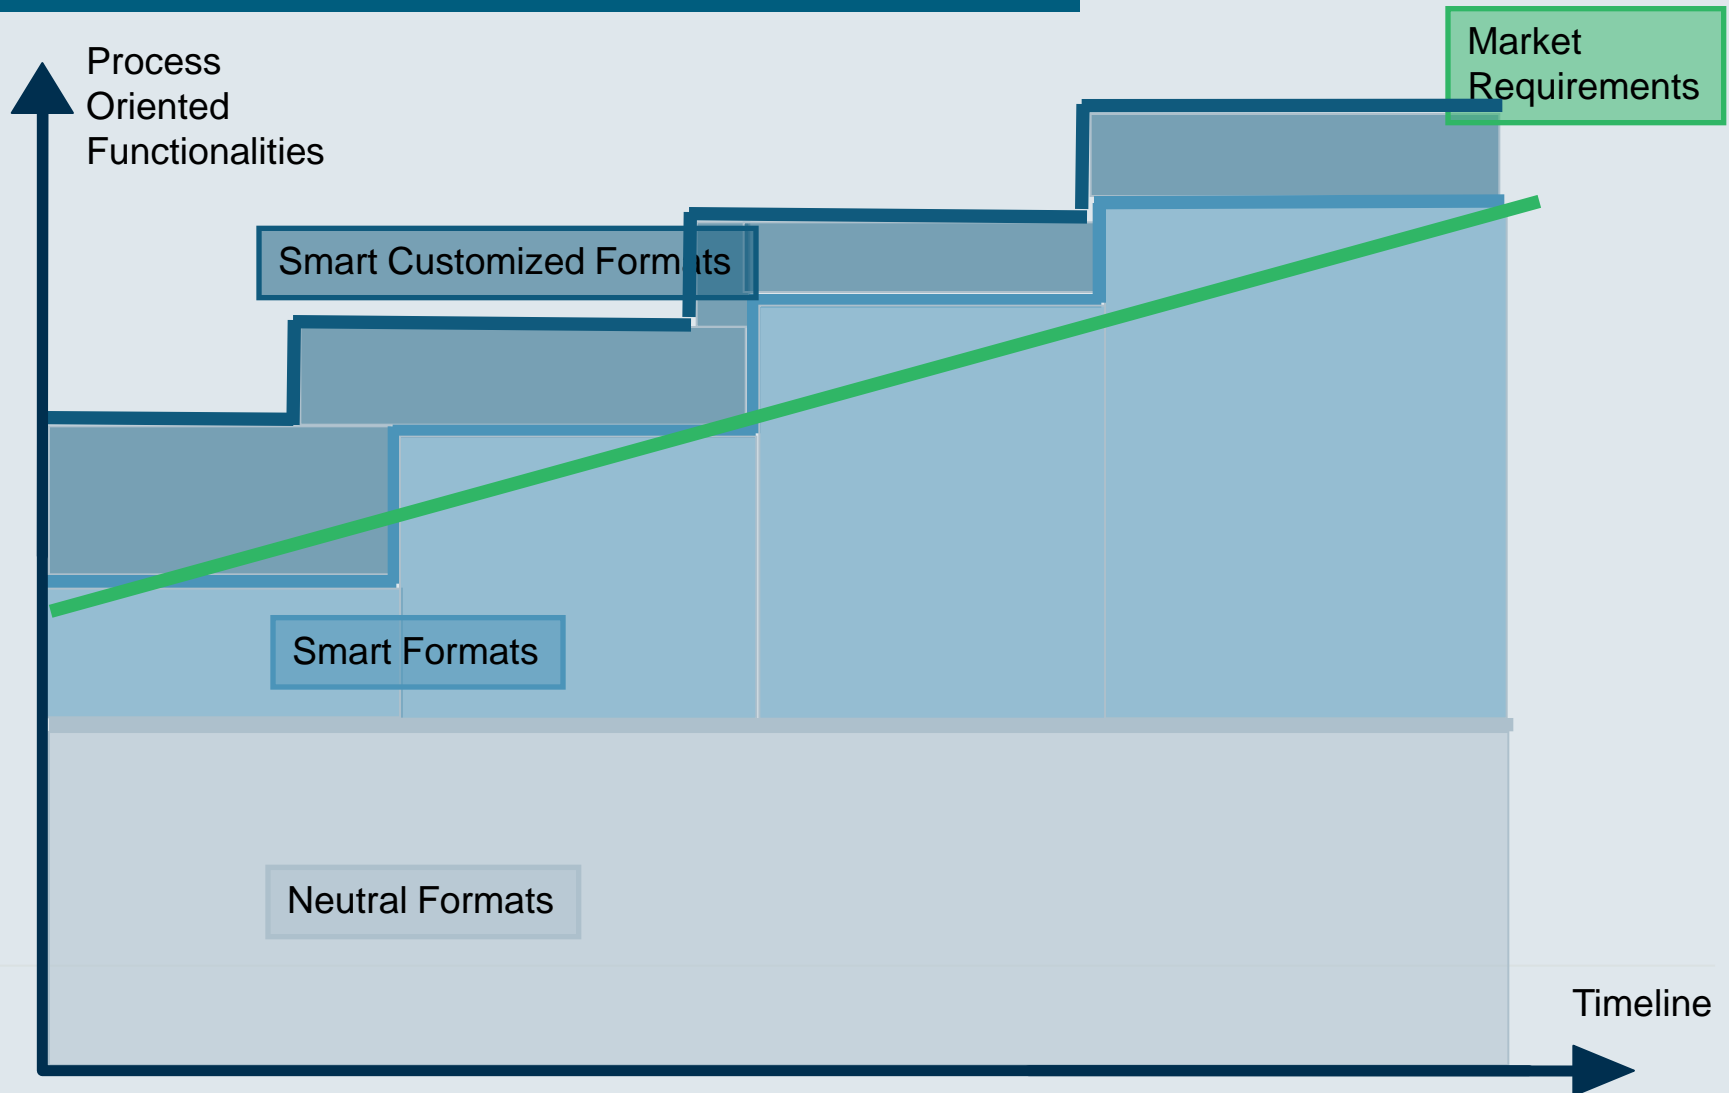 Process
Oriented
Functionalities
Market
Requirements
Smart Customized Formats
Smart Formats
Neutral Formats
Timeline